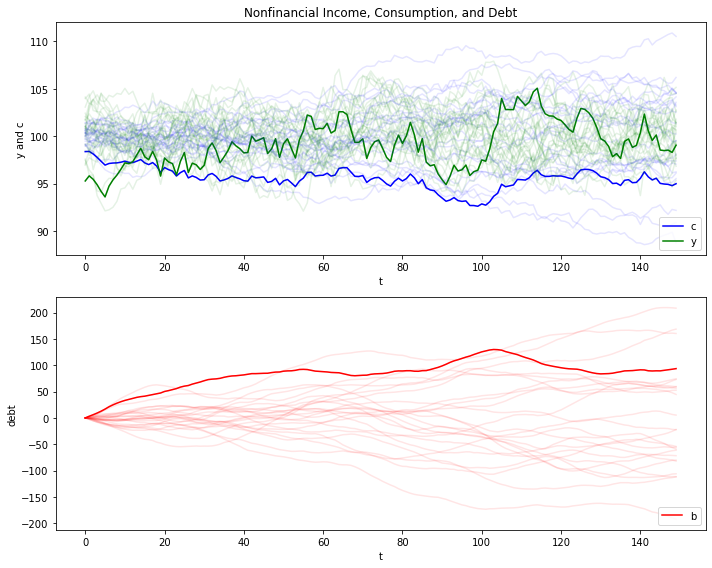 Nonfinancial Income, Consumption, and Debt
110
105
100
95
90
y and c
c
y
0 20 40 60 80 100 120 140
t
200
150
100
50
0
−50
−100
−150
−200
debt
b
0 20 40 60 80 100 120 140
t